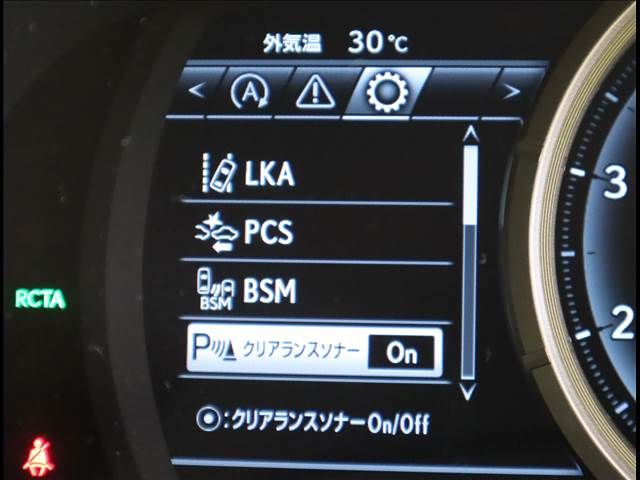 外気温 30℃
< A ! >
LKA
PCS
BSM BSM
P クリアランスソナー On
:クリアランスソナーOn/Off
RCTA
3
2